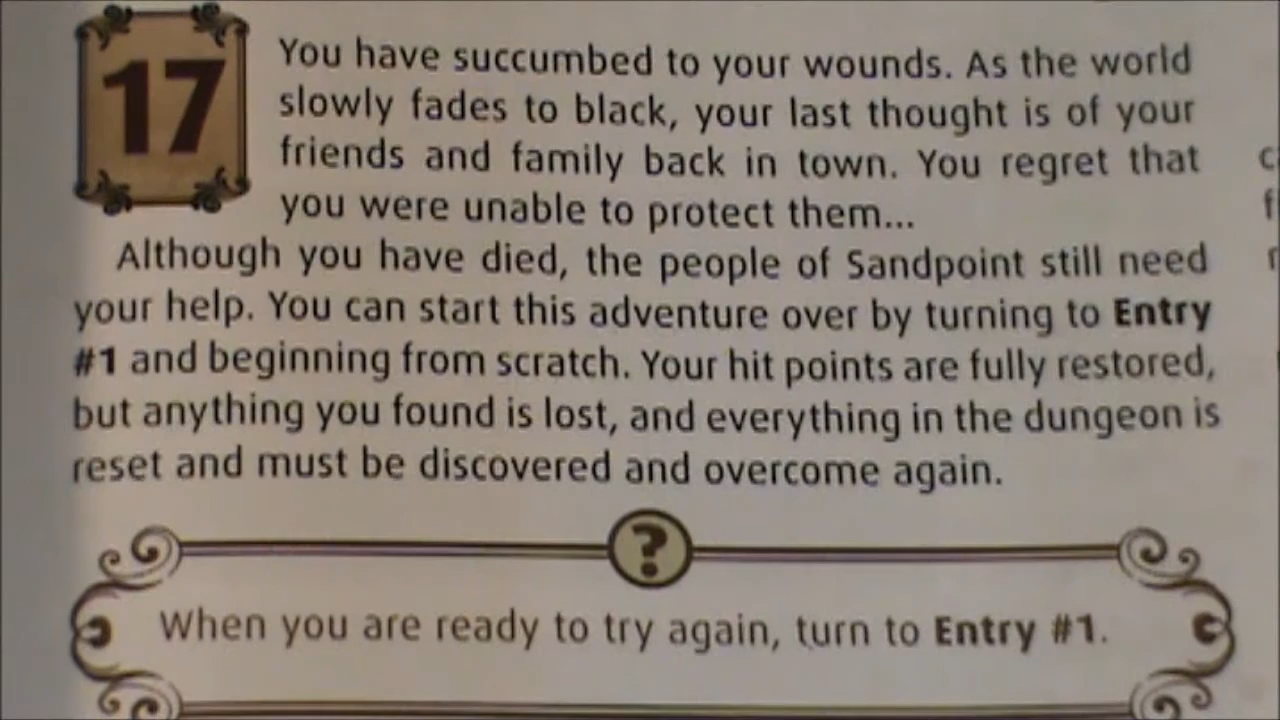 17
You have succumbed to your wounds. As the world
slowly fades to black, your last thought is of your
friends and family back in town. You regret that
you were unable to protect them...
Although you have died, the people of Sandpoint still need
your help. You can start this adventure over by turning to Entry
#1 and beginning from scratch. Your hit points are fully restored,
but anything you found is lost, and everything in the dungeon is
reset and must be discovered and overcome again.
?
When you are ready to try again, turn to Entry #1.